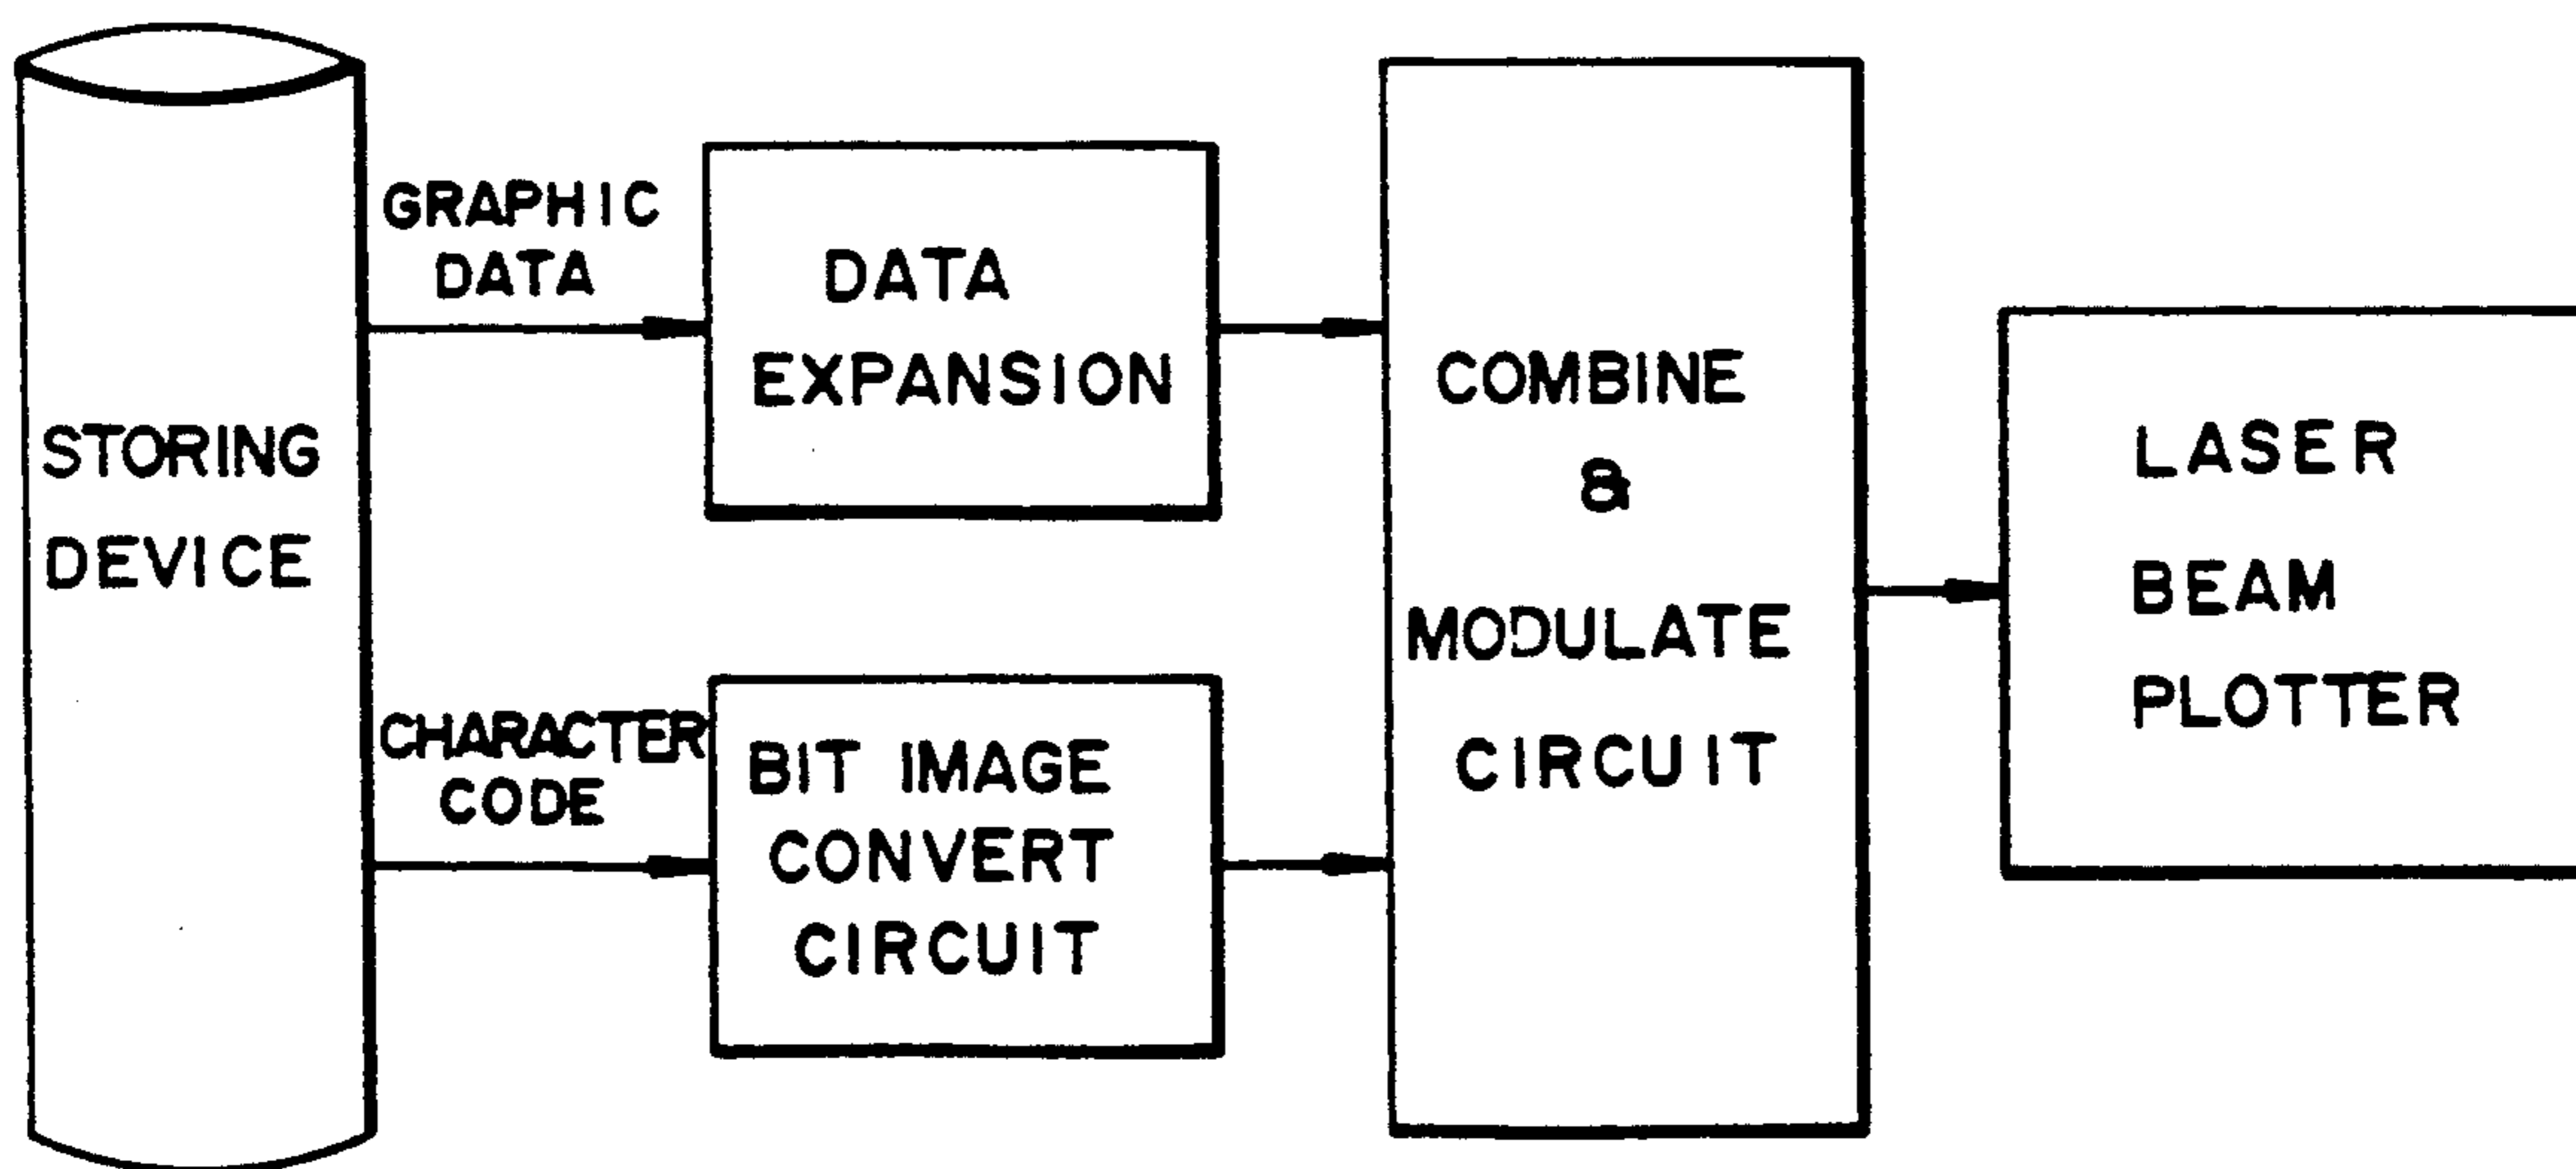 STORING
DEVICE
GRAPHIC
DATA
CHARACTER
CODE
DATA
EXPANSION
BIT IMAGE
CONVERT
CIRCUIT
COMBINE
&
MODULATE
CIRCUIT
LASER
BEAM
PLOTTER